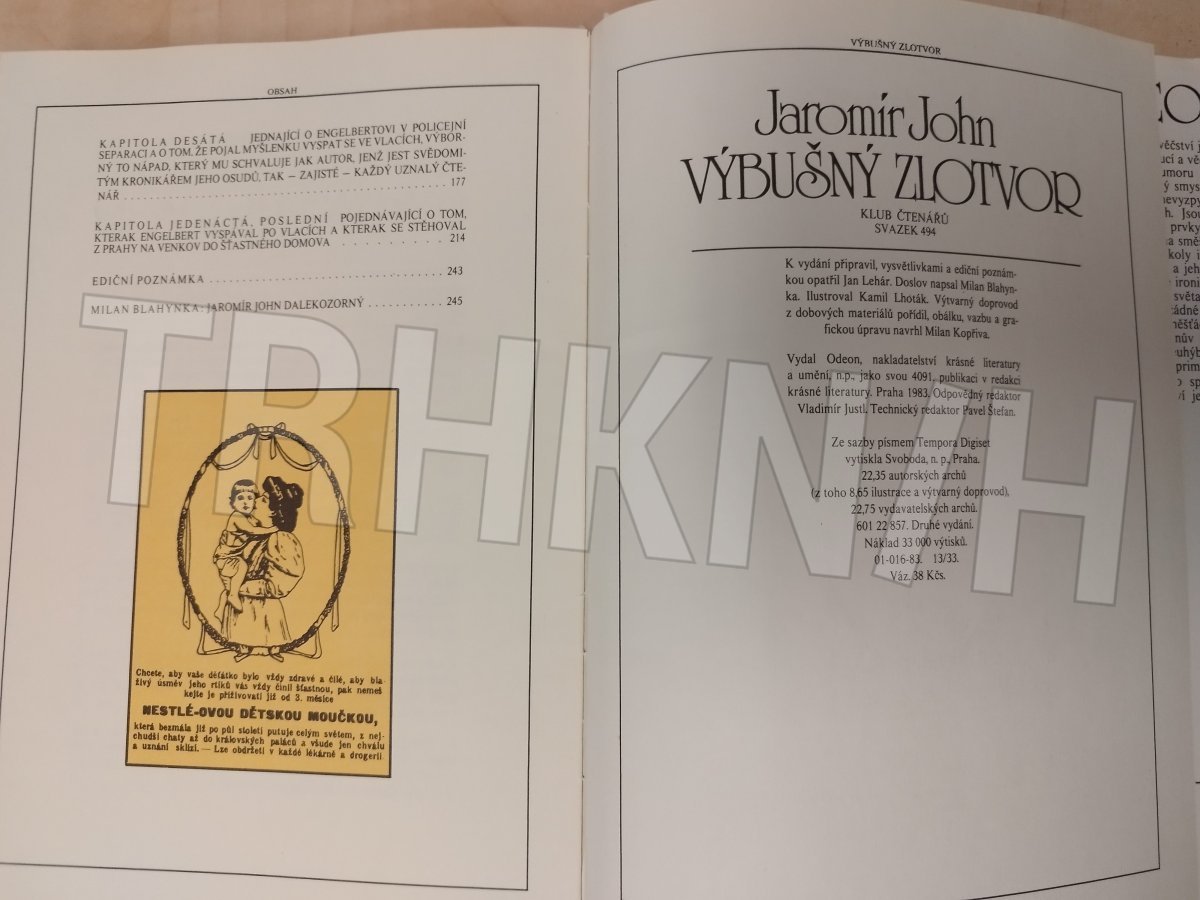 OBSAH
KAPITOLA DESÁTÁ JEDNAJÍCÍ O ENGELBERTOVI V POLICEJNÍ
SEPARACI A O TOM, ŽE POJAL MYŠLENKU VYSPAT SE VE VLACÍCH, VÝBOR-
NÝ TO NÁPAD, KTERÝ MU SCHVALUJE JAK AUTOR, JENŽ JEST SVĚDOMI-
TÝM KRONIKÁŘEM JEHO OSUDŮ, TAK — ZAJISTÉ — KAŽDÝ UZNALÝ ČTE-
NÁŘ . . . . . . . . . . . . . . . . . . . . . . . . . . . . . . . . . . . . . . . . . . . 177
KAPITOLA JEDENÁCTÁ, POSLEDNÍ POJEDNÁVAJÍCÍ O TOM,
KTERAK ENGELBERT VYSPÁVAL PO VLACÍCH A KTERAK SE STĚHOVAL
Z PRAHY NA VENKOV DO ŠŤASTNÉHO DOMOVA . . . . . . . . . 214
EDIČNÍ POZNÁMKA . . . . . . . . . . . . . . . . . . . . . . . . . . . . . . . 243
MILAN BLAHYNKA: JAROMÍR JOHN DALEKOZORNÝ . . . . . . . . . . . 245
Chcete, aby vaše děťátko bylo vždy zdravé a čilé, aby bla-
živý úsměv jeho rtíků vás vždy činil šťastnou, pak nemeš
kejte je přiživovati již od 3. měsíce
NESTLÉ-OVOU DĚTSKOU MOUČKOU,
která bezmála již po půl století putuje celým světem, z nej-
chudší chaty až do královských paláců a všude jen chválu
a uznání sklízí. — Lze obdržeti v každé lékárně a drogerii
VÝBUŠNÝ ZLOTVOR
Jaromír John
VÝBUŠNÝ ZLOTVOR
KLUB ČTENÁŘŮ
SVAZEK 494
K vydání připravil, vysvětlivkami a ediční poznám-
kou opatřil Jan Lehár. Doslov napsal Milan Blahyn-
ka. Ilustroval Kamil Lhoták. Výtvarný doprovod
z dobových materiálů pořídil, obálku, vazbu a gra-
fickou úpravu navrhl Milan Kopřiva.
Vydal Odeon, nakladatelství krásné literatury
a umění, n.p., jako svou 4091. publikaci v redakci
krásné literatury. Praha 1983. Odpovědný redaktor
Vladimír Justl. Technický redaktor Pavel Štefan.
Ze sazby písmem Tempora Digiset
vytiskla Svoboda, n. p., Praha.
22,35 autorských archů
(z toho 8,65 ilustrace a výtvarný doprovod),
22,75 vydavatelských archů.
601 22 857. Druhé vydání.
Náklad 33 000 výtisků.
01-016-83. 13/33.
Váz. 38 Kčs.
TRHKNIH